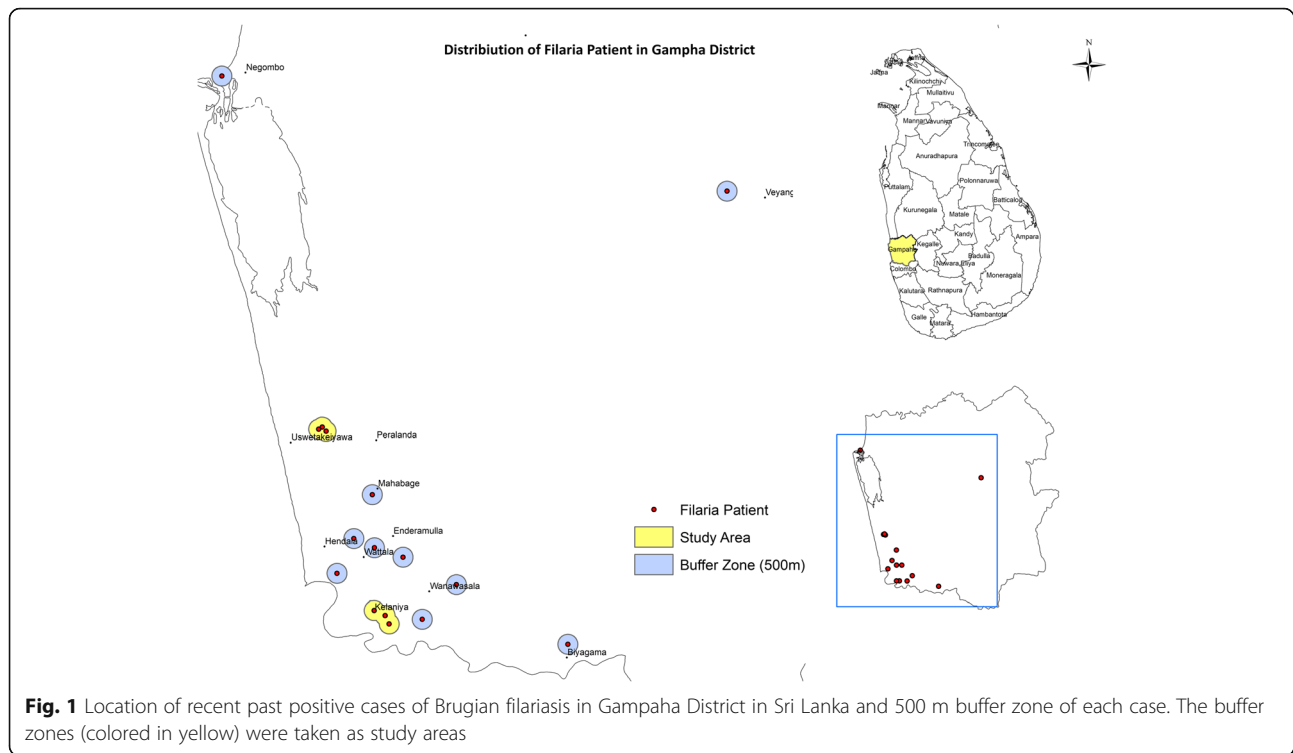 Distribiution of Filaria Patient in Gampha District
N
Negombo
Veyang
Uswetakeiyawa
Peralanda
Mahabage
Enderamulla
Hendala
Wattala
Wanawasala
Kelaniya
Biyagama
Filaria Patient
Study Area
Buffer Zone (500m)
Jaffna
Kilinochchy
Mullaitivu
Mannar
Mannar
Vavuniya
Anuradhapura
Puttalam
Polonnaruwa
Kurunegala
Matale
Batticaloa
Kandy
Ampara
Kegalle
Gampaha
Badulla
Nuwara Eliya
Colombo
Moneragala
Kalutara
Rathnapura
Hambantota
Galle
Matara
Fig. 1 Location of recent past positive cases of Brugian filariasis in Gampaha District in Sri Lanka and 500 m buffer zone of each case. The buffer
zones (colored in yellow) were taken as study areas